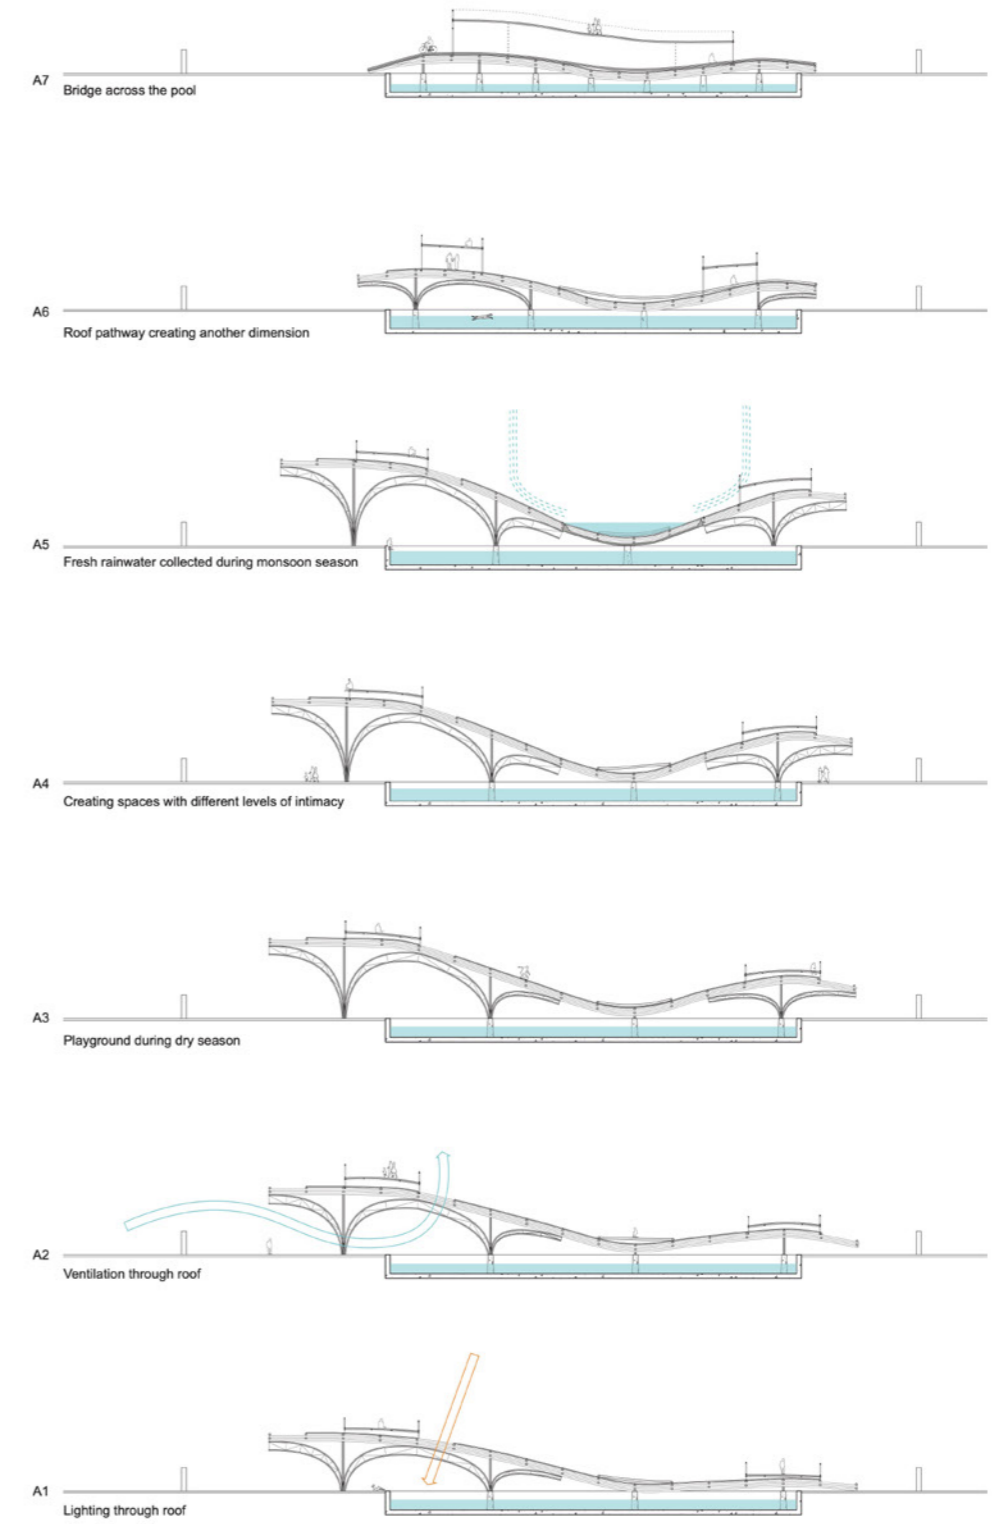 A7
Bridge across the pool
A6
Roof pathway creating another dimension
A5
Fresh rainwater collected during monsoon season
A4
Creating spaces with different levels of intimacy
A3
Playground during dry season
A2
Ventilation through roof
A1
Lighting through roof